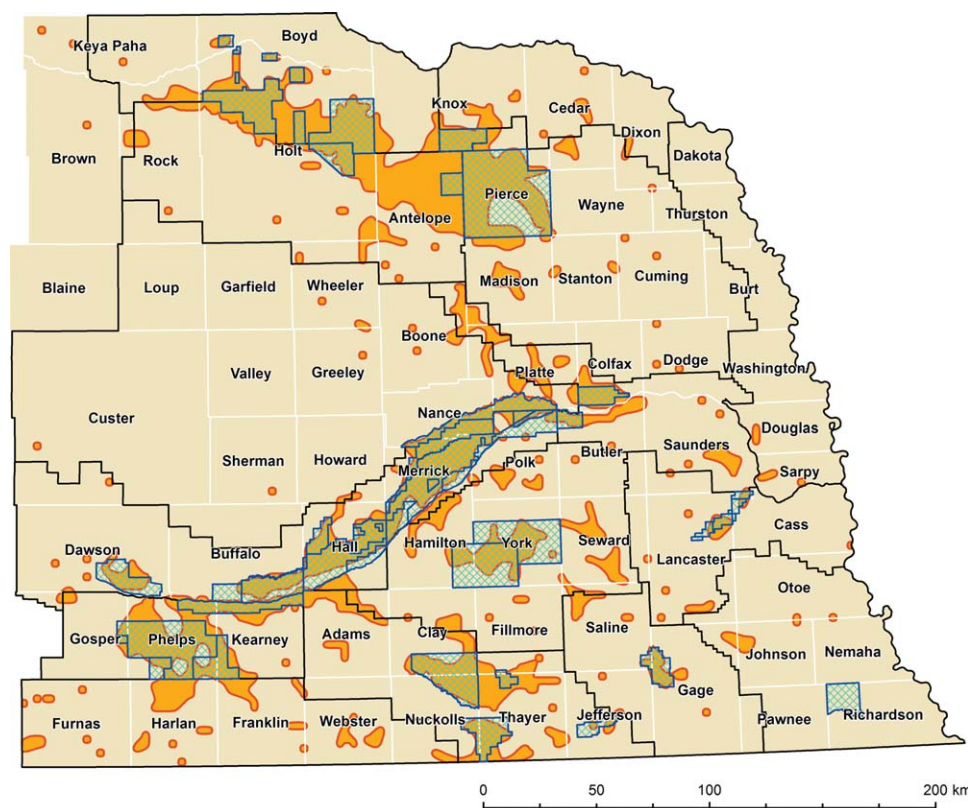 Keya Paha
Boyd
Knox
Cedar
Dixon
Dakota
Brown
Rock
Holt
Antelope
Pierce
Wayne
Thurston
Blaine
Loup
Garfield
Wheeler
Madison
Stanton
Cuming
Burt
Boone
Valley
Greeley
Platte
Colfax
Dodge
Washington
Custer
Nance
Douglas
Sherman
Howard
Merrick
Polk
Butler
Saunders
Sarpy
Dawson
Buffalo
Hall
Hamilton
York
Seward
Lancaster
Cass
Otoe
Gosper
Phelps
Kearney
Adams
Clay
Fillmore
Saline
Johnson
Nemaha
Gage
Furnas
Harlan
Franklin
Webster
Nuckolls
Thayer
Jefferson
Pawnee
Richardson
0 50 100 200 km